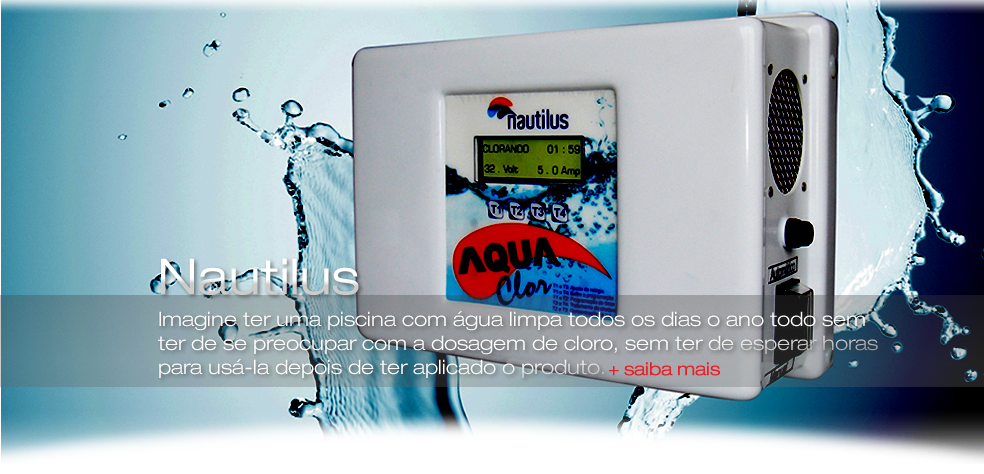 nautilus
CLORANDO 01 : 59
32 . Volt 5 . 0 Amp
T1 T2 T3 T4
AQUA
Clor
Nautilus
Imagine ter uma piscina com água limpa todos os dias o ano todo sem
ter de se preocupar com a dosagem de cloro, sem ter de esperar horas
para usá-la depois de ter aplicado o produto. + saiba mais